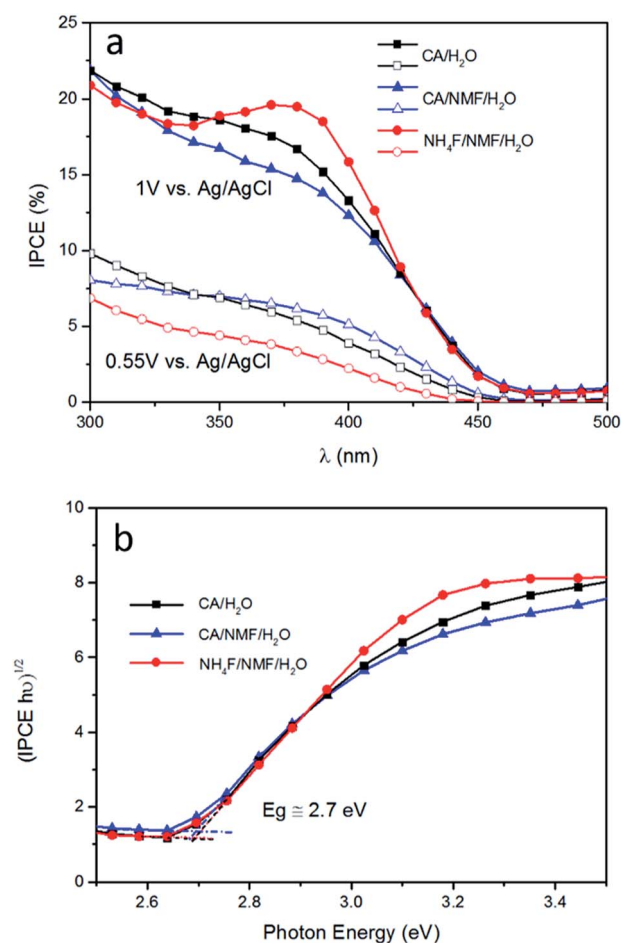 a
25
20
15
10
5
0
IPCE (%)
CA/H₂O
CA/NMF/H₂O
NH₄F/NMF/H₂O
1V vs. Ag/AgCl
0.55V vs. Ag/AgCl
300 350 400 450 500
λ (nm)
b
10
8
6
4
2
0
(IPCE hυ)¹/²
CA/H₂O
CA/NMF/H₂O
NH₄F/NMF/H₂O
Eg ≅ 2.7 eV
2.6 2.8 3.0 3.2 3.4
Photon Energy (eV)